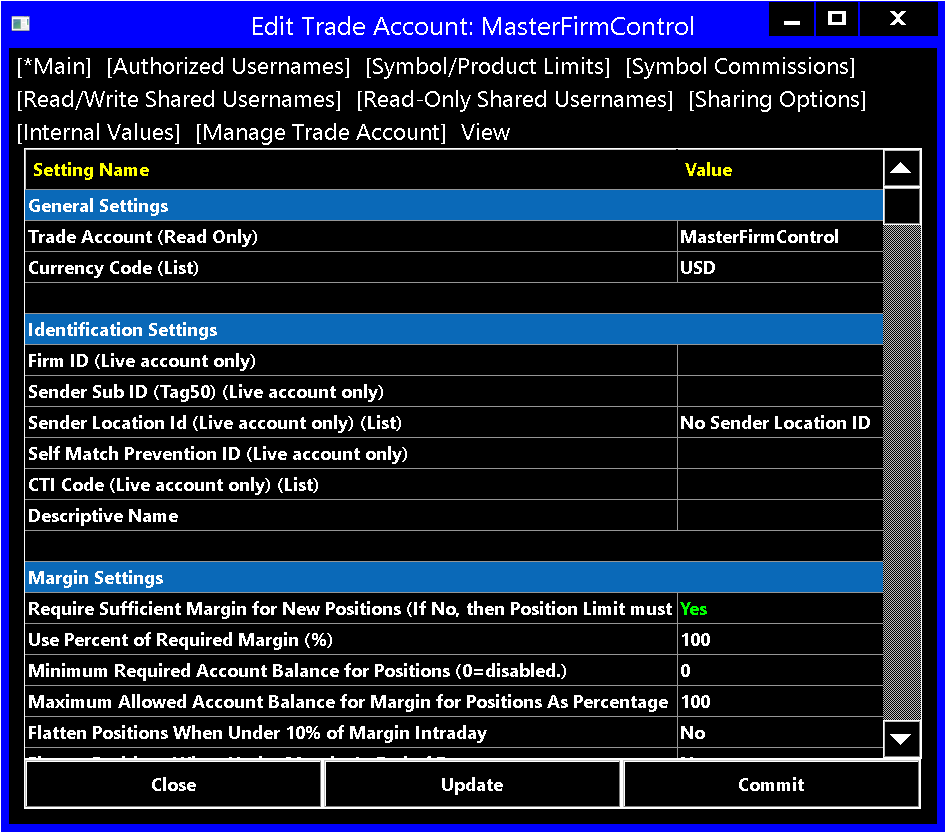 Edit Trade Account: MasterFirmControl
[*Main] [Authorized Usernames] [Symbol/Product Limits] [Symbol Commissions]
[Read/Write Shared Usernames] [Read-Only Shared Usernames] [Sharing Options]
[Internal Values] [Manage Trade Account] View
Setting Name Value
General Settings
Trade Account (Read Only) MasterFirmControl
Currency Code (List) USD
Identification Settings
Firm ID (Live account only)
Sender Sub ID (Tag50) (Live account only)
Sender Location Id (Live account only) (List) No Sender Location ID
Self Match Prevention ID (Live account only)
CTI Code (Live account only) (List)
Descriptive Name
Margin Settings
Require Sufficient Margin for New Positions (If No, then Position Limit must Yes
Use Percent of Required Margin (%) 100
Minimum Required Account Balance for Positions (0=disabled.) 0
Maximum Allowed Account Balance for Margin for Positions As Percentage 100
Flatten Positions When Under 10% of Margin Intraday No
Close Update Commit